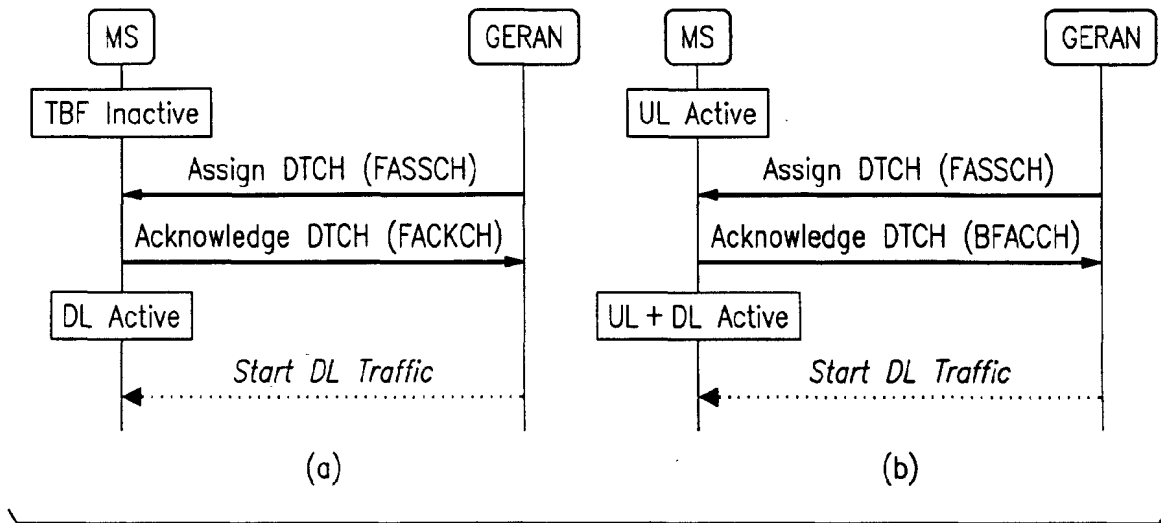 MS
GERAN
TBF Inactive
Assign DTCH (FASSCH)
Acknowledge DTCH (FACKCH)
DL Active
Start DL Traffic
(a)
MS
GERAN
UL Active
Assign DTCH (FASSCH)
Acknowledge DTCH (BFACCH)
UL + DL Active
Start DL Traffic
(b)